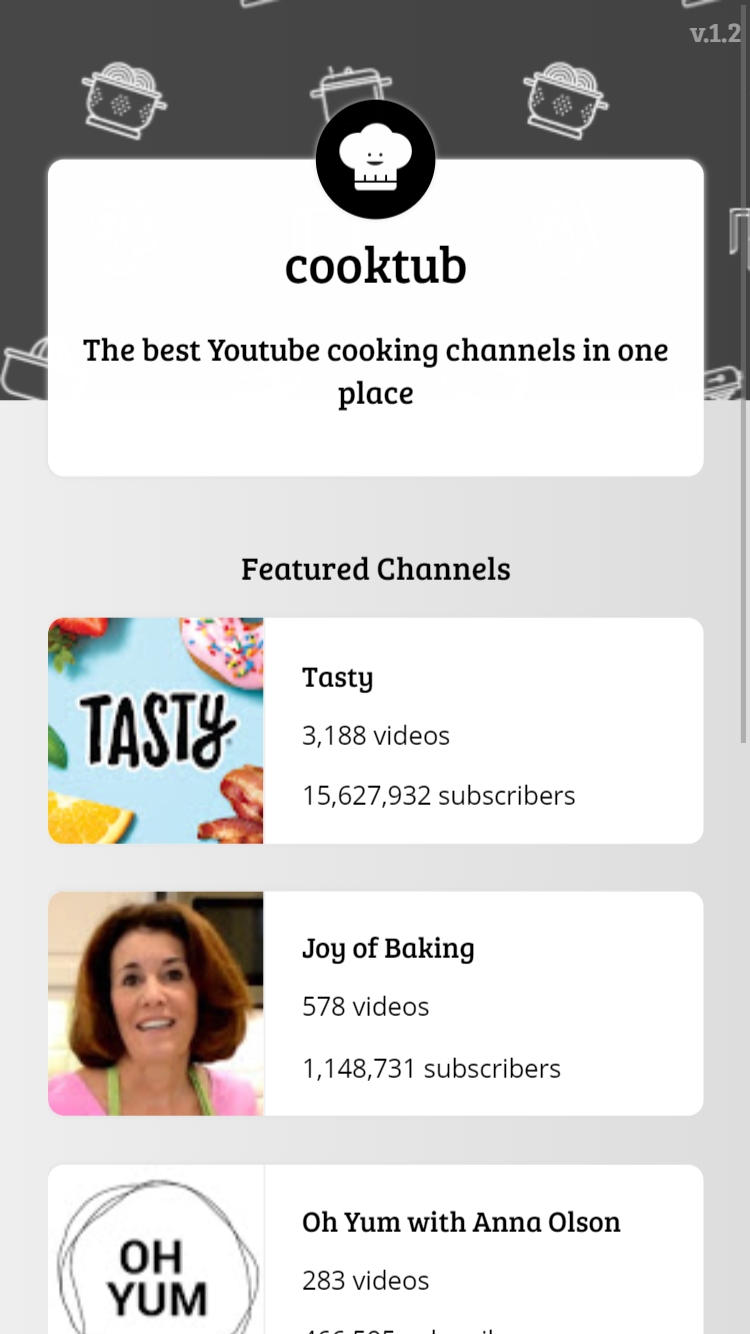 v.1.2
cooktub
The best Youtube cooking channels in one
place
Featured Channels
TASTY
Tasty
3,188 videos
15,627,932 subscribers
Joy of Baking
578 videos
1,148,731 subscribers
OH
YUM
Oh Yum with Anna Olson
283 videos